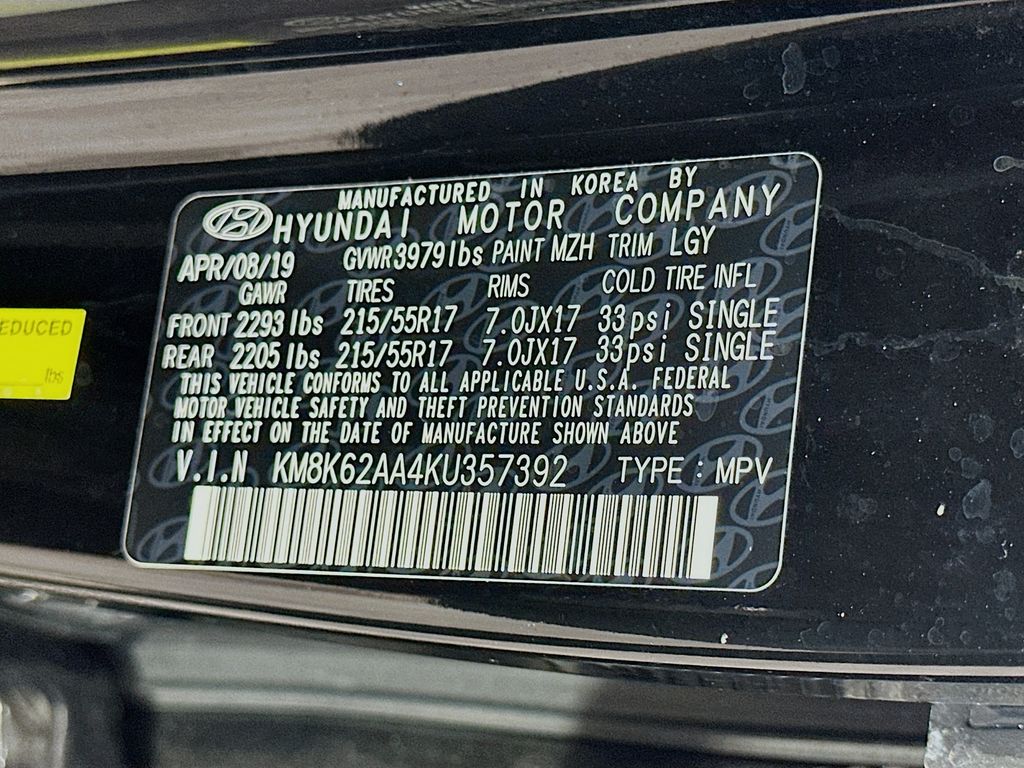 MANUFACTURED IN KOREA BY
HYUNDAI MOTOR COMPANY
APR/08/19 GVWR 3979 lbs PAINT MZH TRIM LGY
GAWR TIRES RIMS COLD TIRE INFL
FRONT 2293 lbs 215/55R17 7.0JX17 33psi SINGLE
REAR 2205 lbs 215/55R17 7.0JX17 33psi SINGLE
THIS VEHICLE CONFORMS TO ALL APPLICABLE U.S.A. FEDERAL
MOTOR VEHICLE SAFETY AND THEFT PREVENTION STANDARDS
IN EFFECT ON THE DATE OF MANUFACTURE SHOWN ABOVE
V.I.N KM8K62AA4KU357392 TYPE : MPV
EDUCED
lbs